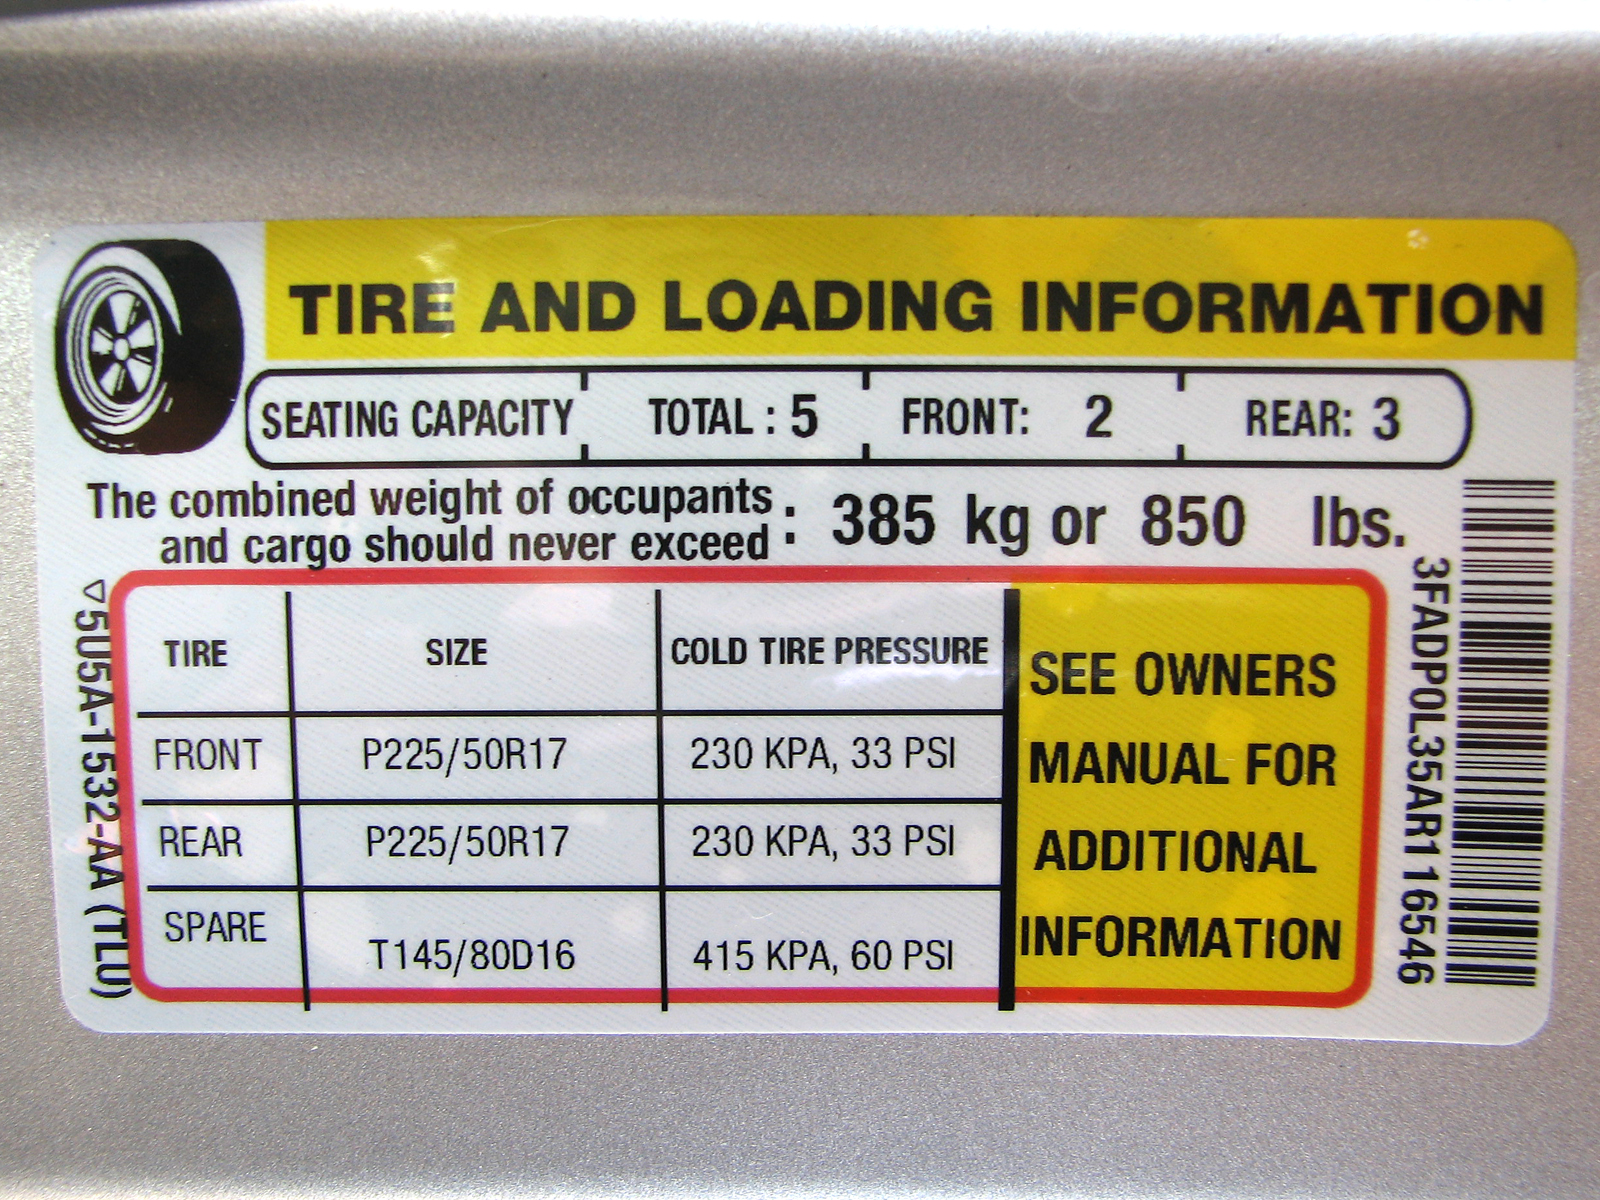 TIRE AND LOADING INFORMATION
SEATING CAPACITY TOTAL : 5 FRONT: 2 REAR: 3
The combined weight of occupants
and cargo should never exceed : 385 kg or 850 lbs.
TIRE SIZE COLD TIRE PRESSURE
FRONT P225/50R17 230 KPA, 33 PSI
REAR P225/50R17 230 KPA, 33 PSI
SPARE T145/80D16 415 KPA, 60 PSI
SEE OWNERS
MANUAL FOR
ADDITIONAL
INFORMATION
5U5A-1532-AA (TLU)
3FADP0L35AR116546